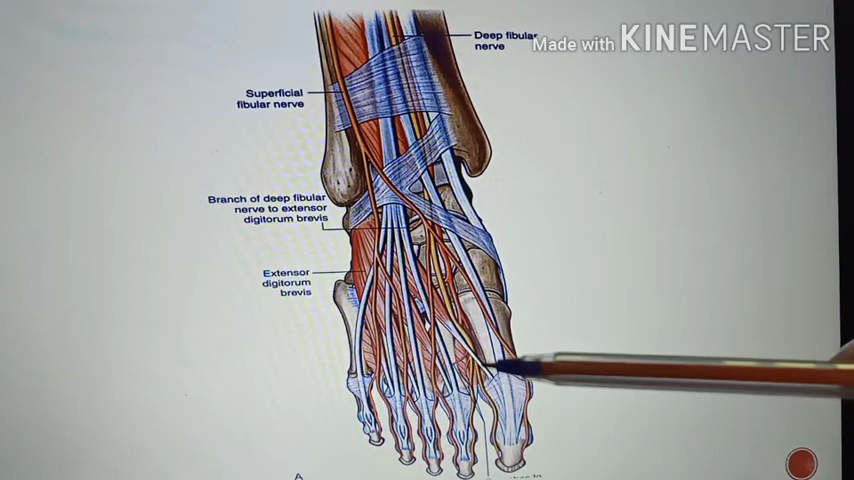 Deep fibular
nerve
Made with KINEMASTER
Superficial
fibular nerve
Branch of deep fibular
nerve to extensor
digitorum brevis
Extensor
digitorum
brevis
A